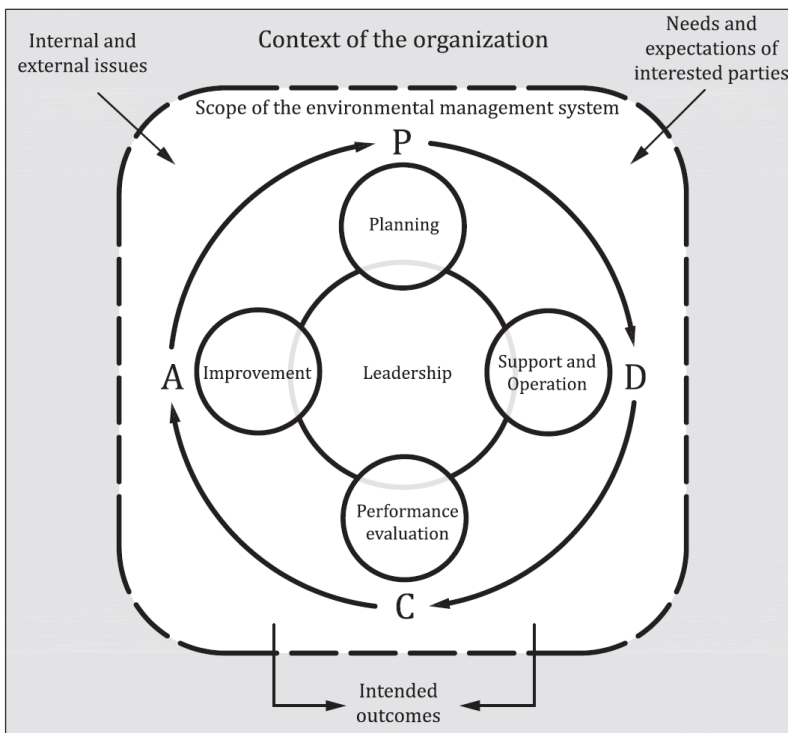 Internal and
external issues
Context of the organization
Needs and
expectations of
interested parties
Scope of the environmental management system
P
Planning
A
Improvement
Leadership
Support and
Operation
D
Performance
evaluation
C
Intended
outcomes